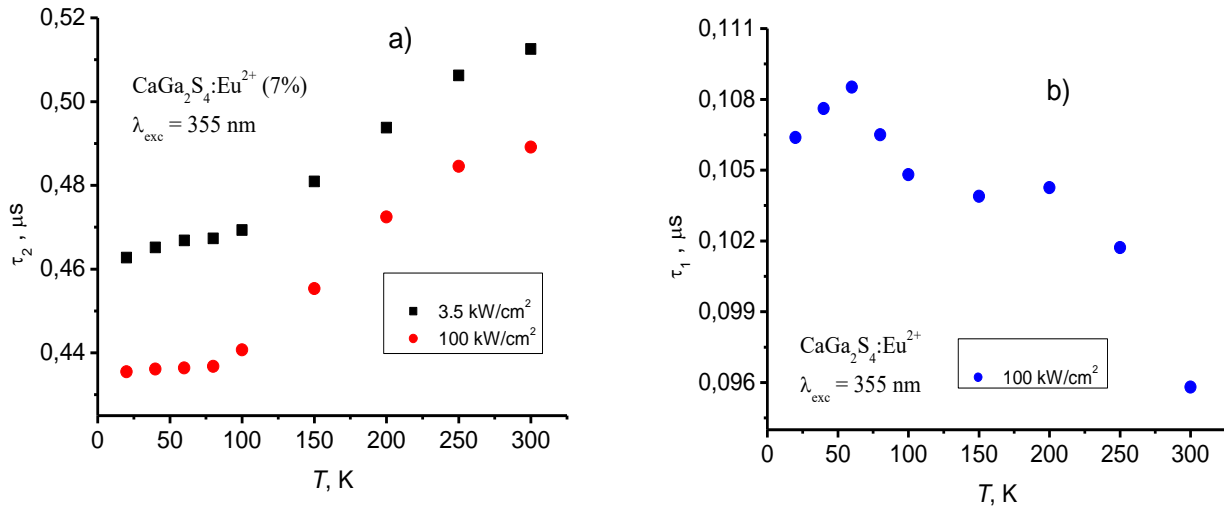 0,52
0,50
0,48
0,46
0,44
τ₂ , μs
a)
CaGa₂S₄:Eu²⁺ (7%)
λexc = 355 nm
3.5 kW/cm²
100 kW/cm²
0 50 100 150 200 250 300
T, K
0,111
0,108
0,105
0,102
0,099
0,096
τ₁ , μs
b)
CaGa₂S₄:Eu²⁺
λexc = 355 nm
100 kW/cm²
0 50 100 150 200 250 300
T, K